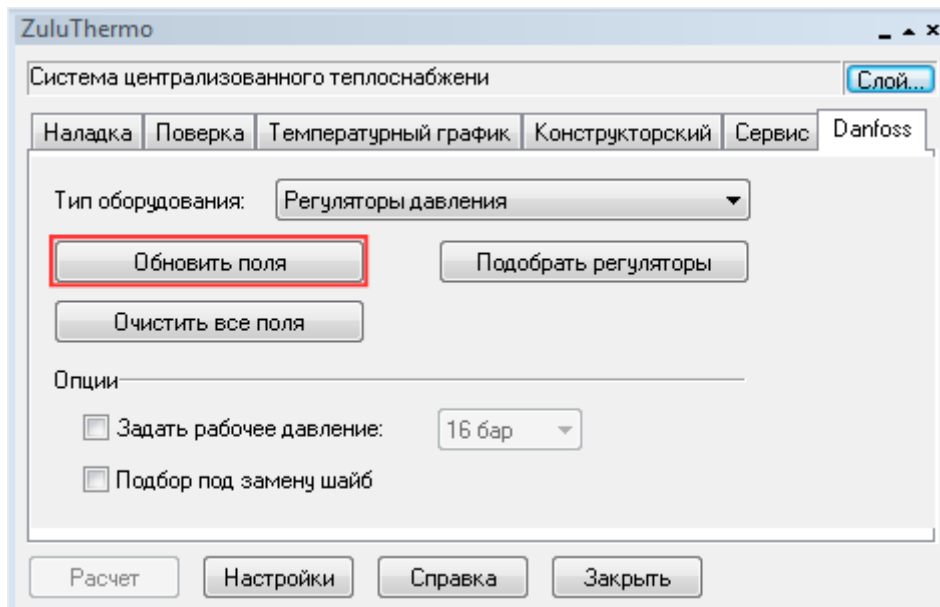 ZuluThermo
Система централизованного теплоснабжени
Слой...
Наладка Поверка Температурный график Конструкторский Сервис Danfoss
Тип оборудования: Регуляторы давления
Обновить поля Подобрать регуляторы
Очистить все поля
Опции
Задать рабочее давление: 16 бар
Подбор под замену шайб
Расчет Настройки Справка Закрыть